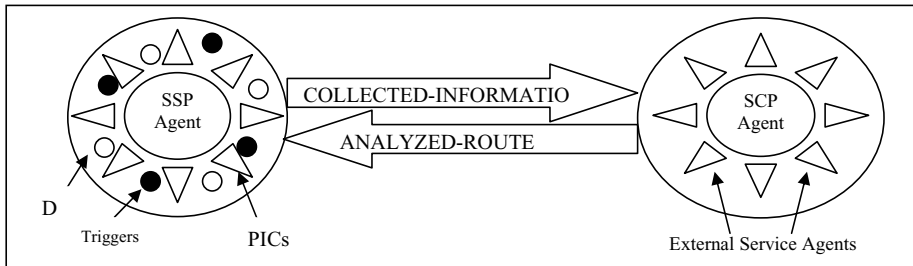 SSP
Agent
COLLECTED-INFORMATIO
ANALYZED-ROUTE
SCP
Agent
D
Triggers
PICs
External Service Agents